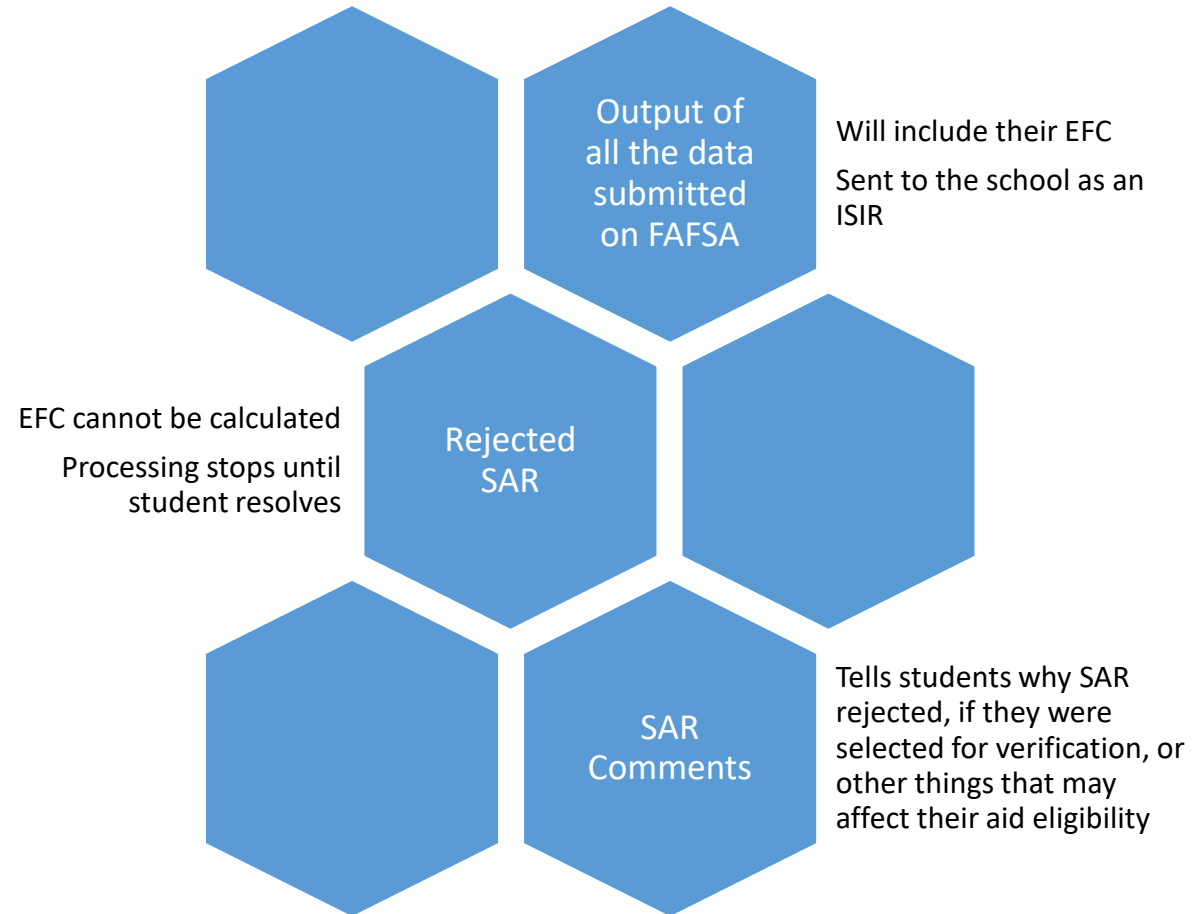 Output of
all the data
submitted
on FAFSA
Will include their EFC
Sent to the school as an
ISIR
EFC cannot be calculated
Processing stops until
student resolves
Rejected
SAR
SAR
Comments
Tells students why SAR
rejected, if they were
selected for verification, or
other things that may
affect their aid eligibility